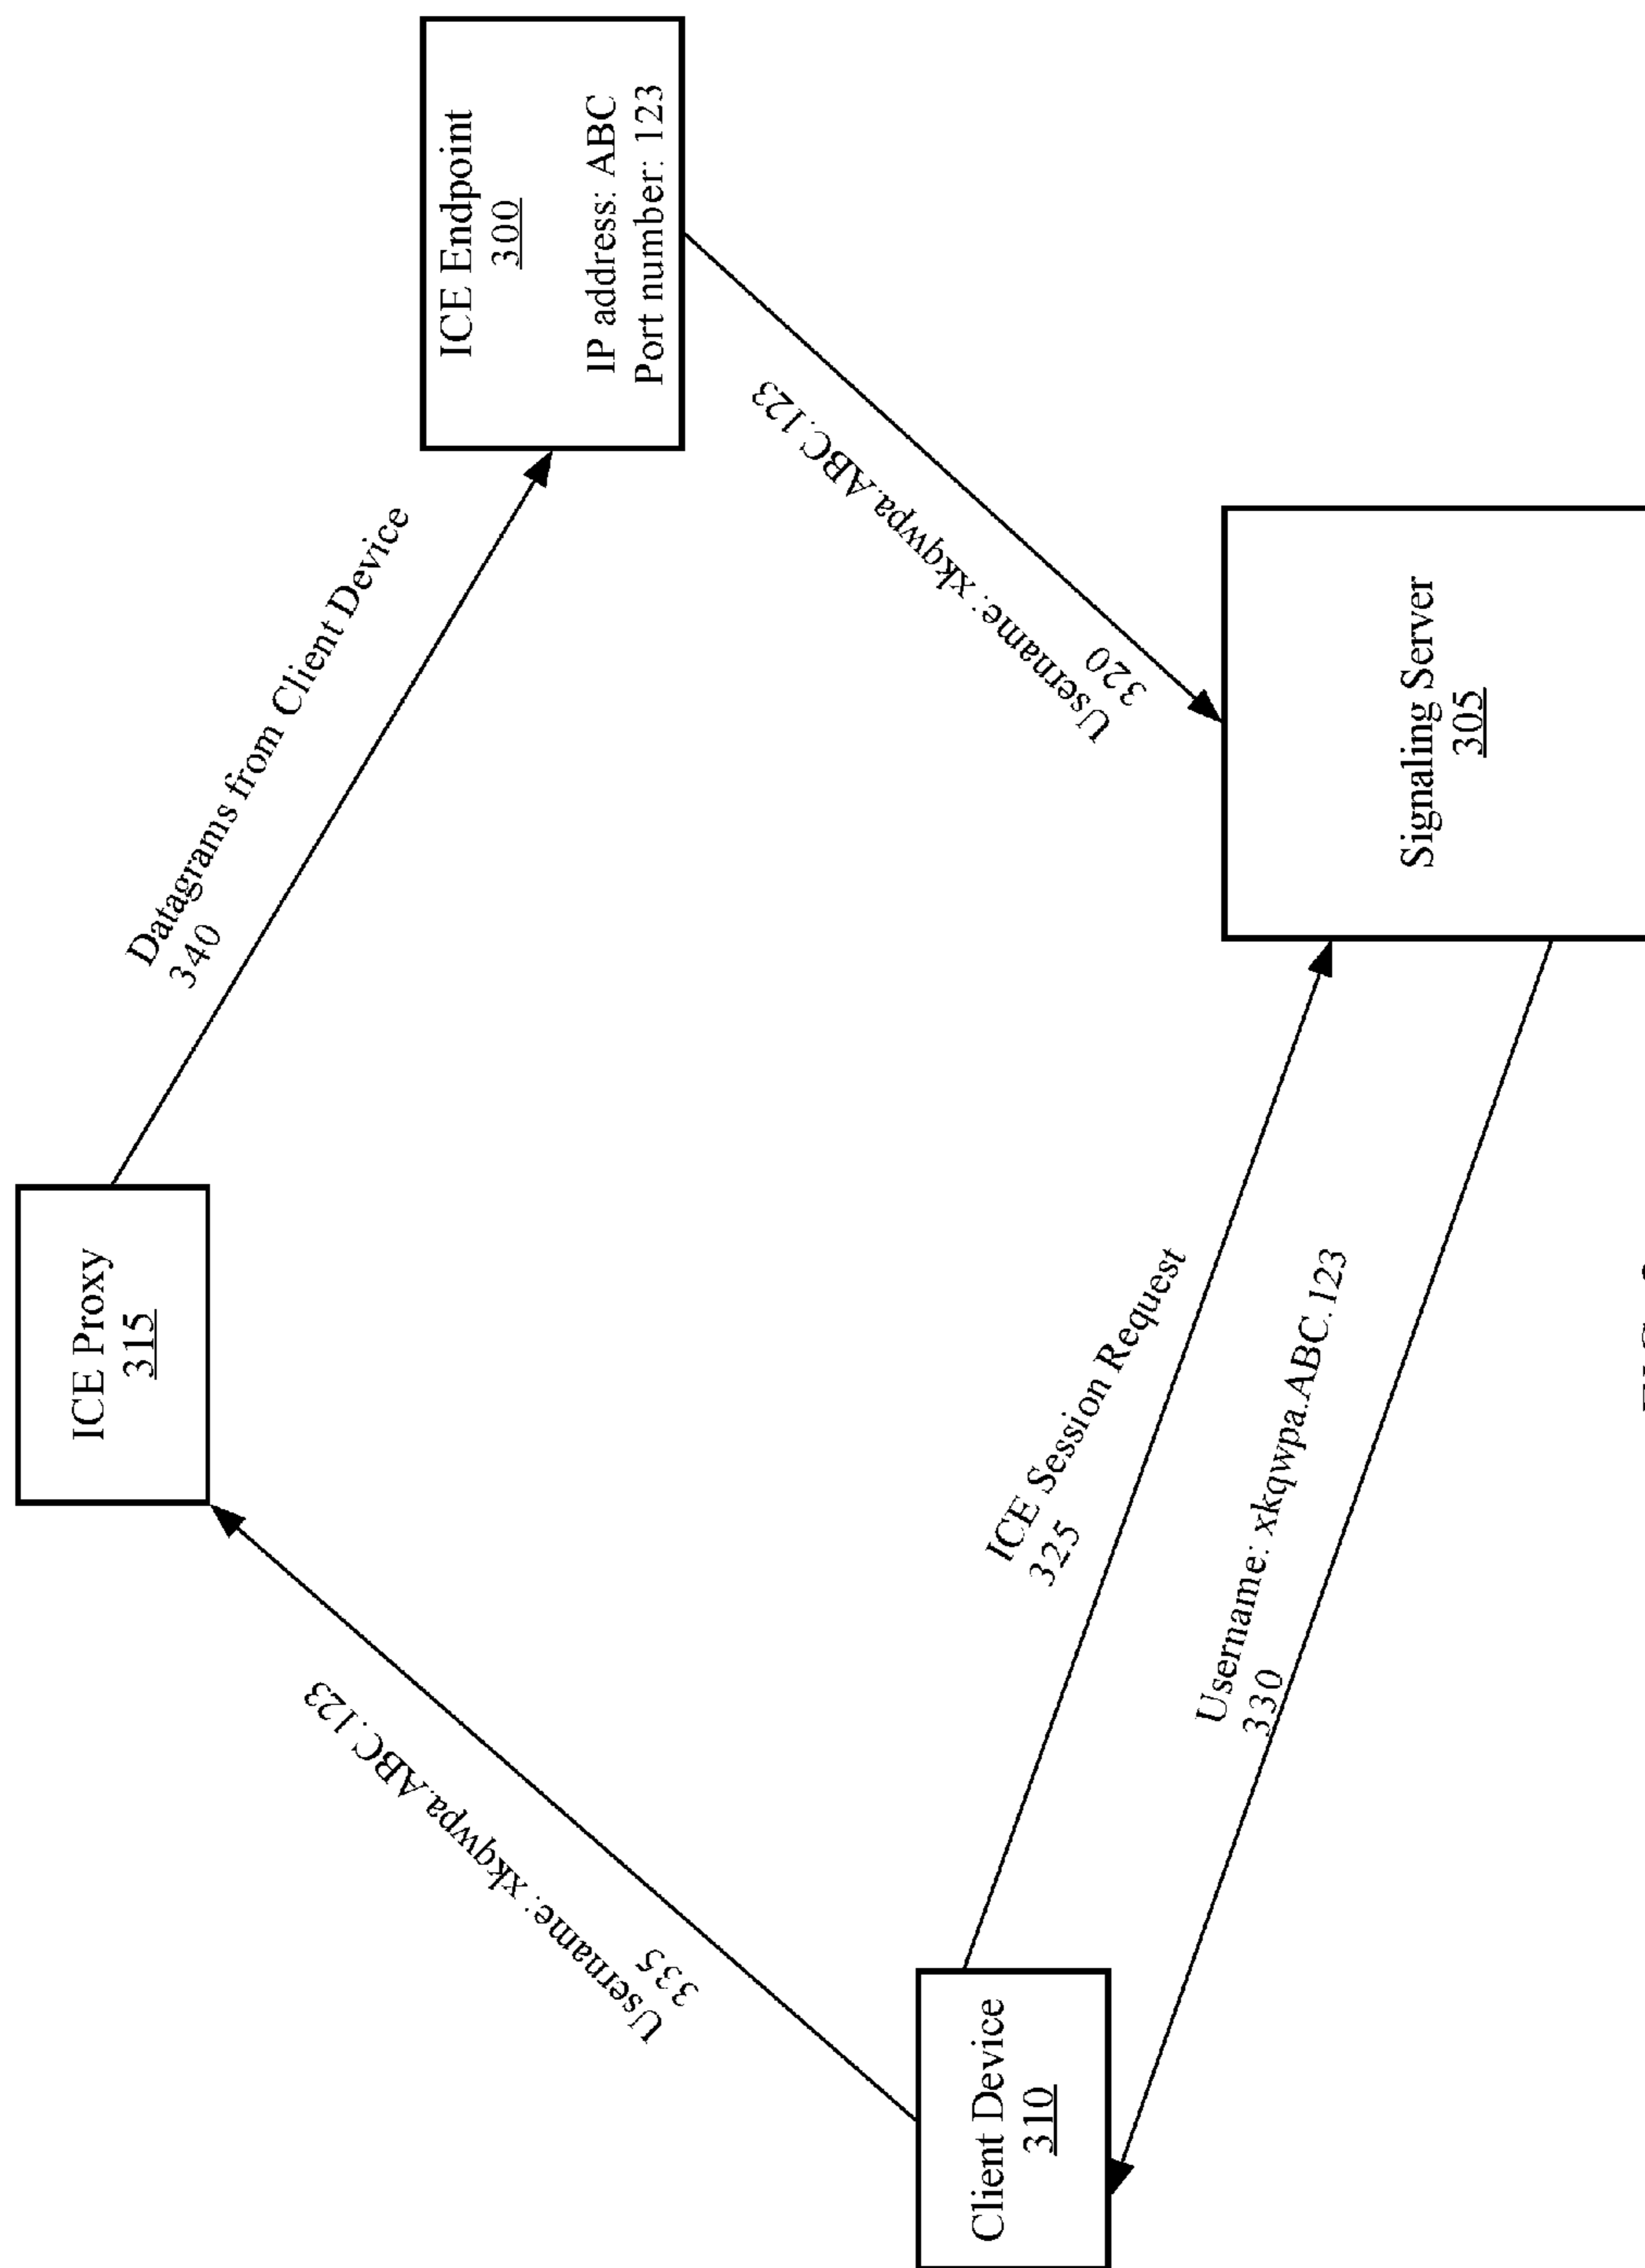 ICE Proxy
315
Datagrams from Client Device
340
ICE Endpoint
300
IP address: ABC
Port number: 123
Username: xkqwpa.ABC.123
335
Username: xkqwpa.ABC.123
320
Client Device
310
ICE Session Request
325
Username: xkqwpa.ABC.123
330
Signaling Server
305